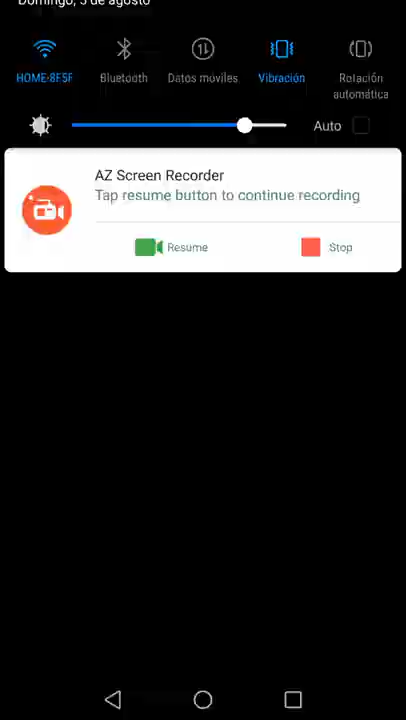 Domingo, 5 de agosto
HOME-8F5F
Bluetooth
Datos móviles
Vibración
Rotación
automática
Auto
AZ Screen Recorder
Tap resume button to continue recording
Resume
Stop